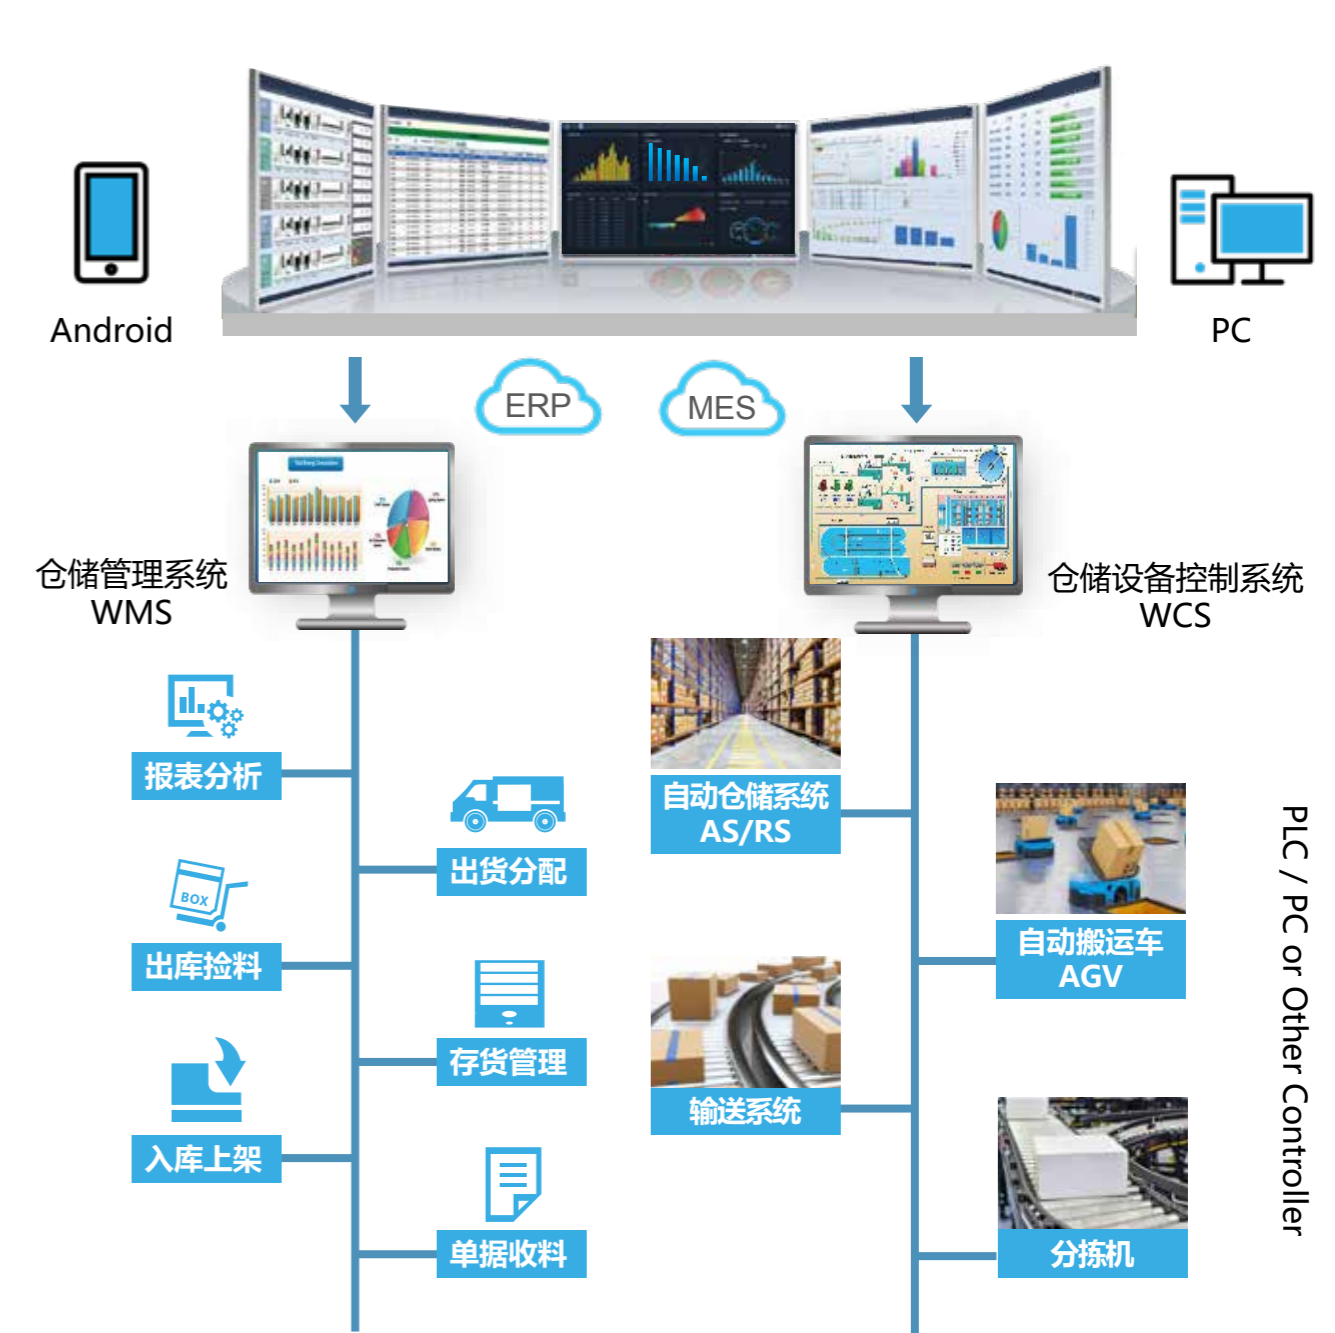 Android
PC
ERP
MES
仓储管理系统
WMS
仓储设备控制系统
WCS
报表分析
出货分配
BOX
出库捡料
存货管理
入库上架
单据收料
自动仓储系统
AS/RS
自动搬运车
AGV
输送系统
分拣机
PLC / PC or Other Controller